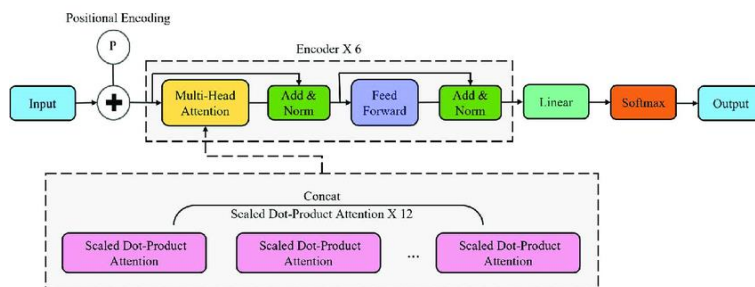 Positional Encoding
P
Encoder X 6
Input
Multi-Head
Attention
Add &
Norm
Feed
Forward
Add &
Norm
Linear
Softmax
Output
Concat
Scaled Dot-Product Attention X 12
Scaled Dot-Product
Attention
Scaled Dot-Product
Attention
...
Scaled Dot-Product
Attention